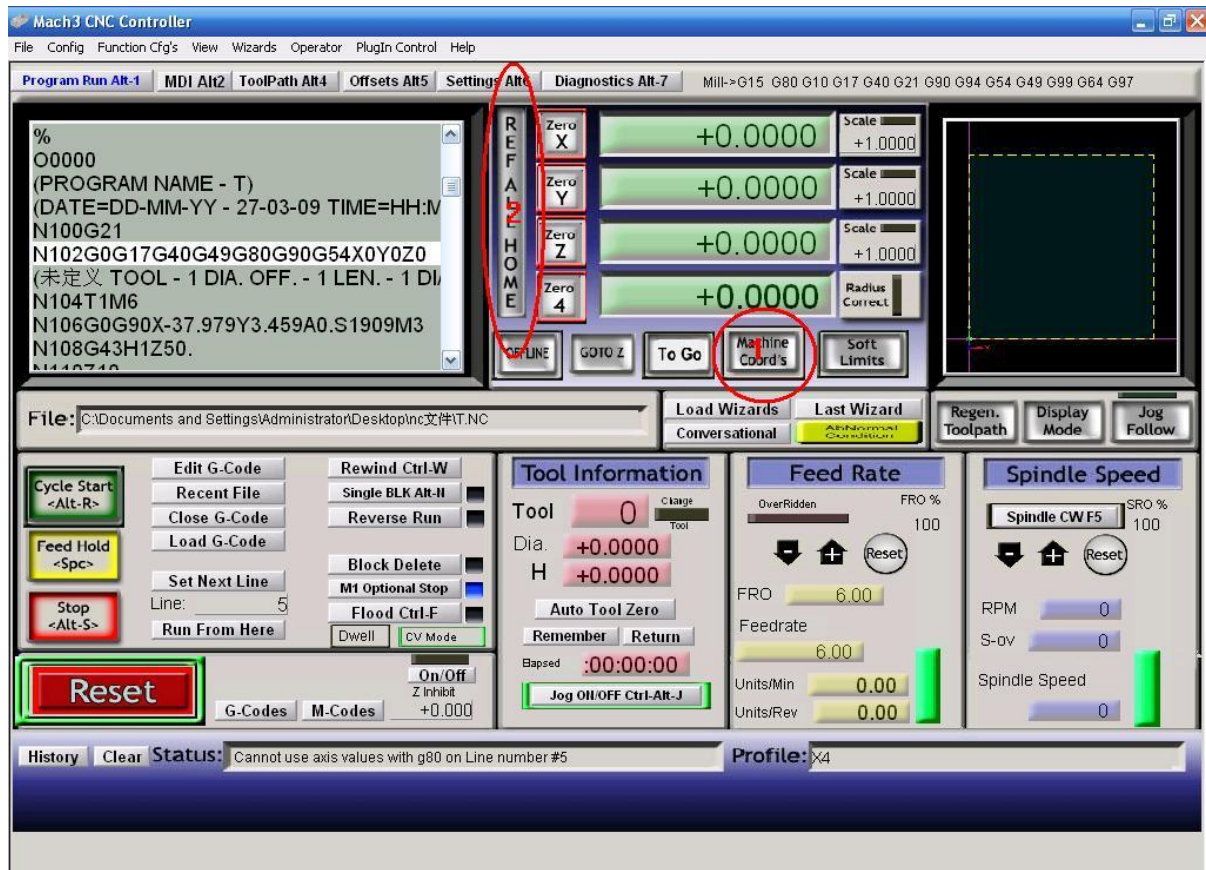 Mach3 CNC Controller
File Config Function Cfg's View Wizards Operator PlugIn Control Help
Program Run Alt-1 MDI Alt2 ToolPath Alt4 Offsets Alt5 Settings Alt6 Diagnostics Alt-7 Mill->G15 G80 G10 G17 G40 G21 G90 G94 G54 G49 G99 G64 G97
%
O0000
(PROGRAM NAME - T)
(DATE=DD-MM-YY - 27-03-09 TIME=HH:M
N100G21
N102G0G17G40G49G80G90G54X0Y0Z0
(未定义 TOOL - 1 DIA. OFF. - 1 LEN. - 1 DI
N104T1M6
N106G0G90X-37.979Y3.459A0.S1909M3
N108G43H1Z50.
N110Z10
REF ALL HOME
2
Zero X +0.0000 Scale +1.0000
Zero Y +0.0000 Scale +1.0000
Zero Z +0.0000 Scale +1.0000
Zero 4 +0.0000 Radius Correct
OFFLINE GOTO Z To Go Machine Coord's Soft Limits
1
File: C:\Documents and Settings\Administrator\Desktop\nc文件\T.NC
Load Wizards Last Wizard
Conversational AbNormal Condition
Regen. Toolpath Display Mode Jog Follow
Cycle Start <Alt-R>
Feed Hold <Spc>
Stop <Alt-S>
Edit G-Code
Recent File
Close G-Code
Load G-Code
Set Next Line
Line: 5
Run From Here
Rewind Ctrl-W
Single BLK Alt-N
Reverse Run
Block Delete
M1 Optional Stop
Flood Ctrl-F
Dwell CV Mode
Reset
G-Codes M-Codes
On/Off
Z Inhibit
+0.000
Tool Information
Tool 0 Change Tool
Dia. +0.0000
H +0.0000
Auto Tool Zero
Remember Return
Elapsed :00:00:00
Jog ON/OFF Ctrl-Alt-J
Feed Rate
OverRidden FRO %
100
Reset
FRO 6.00
Feedrate
6.00
Units/Min 0.00
Units/Rev 0.00
Spindle Speed
Spindle CW F5 SRO %
100
Reset
RPM 0
S-ov 0
Spindle Speed
0
History Clear Status: Cannot use axis values with g80 on Line number #5 Profile: X4